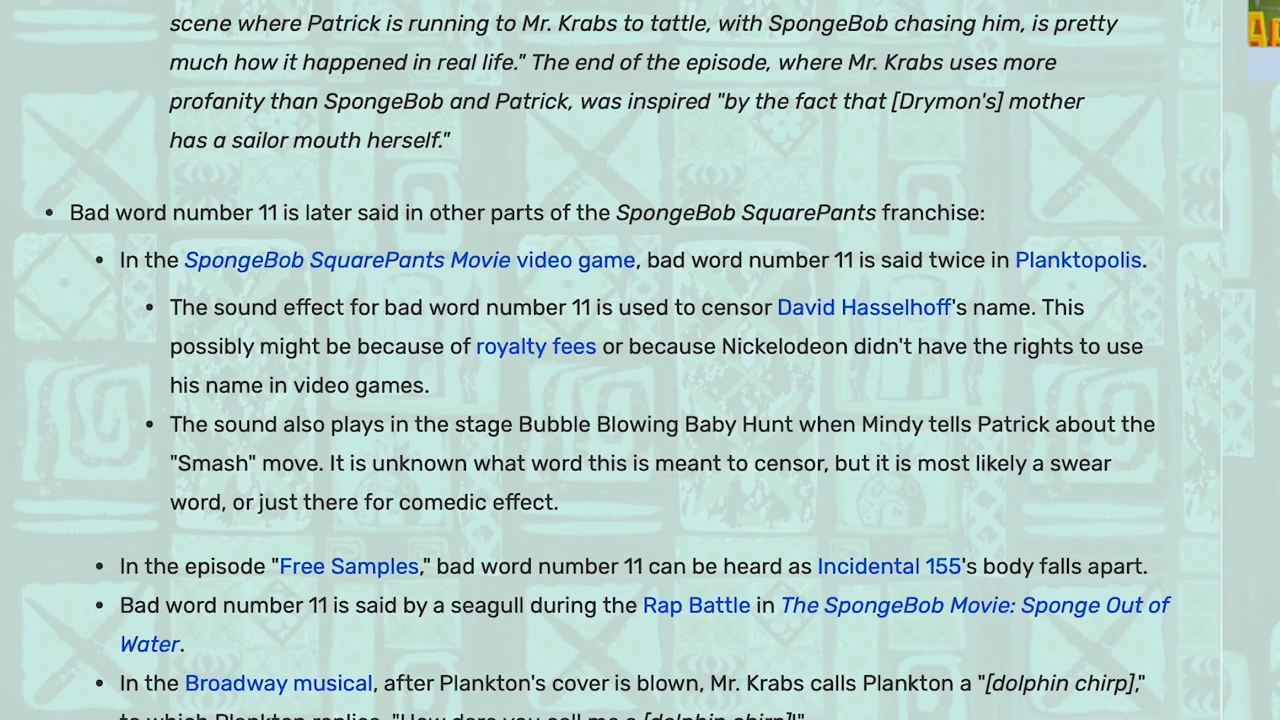 scene where Patrick is running to Mr. Krabs to tattle, with SpongeBob chasing him, is pretty
much how it happened in real life." The end of the episode, where Mr. Krabs uses more
profanity than SpongeBob and Patrick, was inspired "by the fact that [Drymon's] mother
has a sailor mouth herself."
• Bad word number 11 is later said in other parts of the SpongeBob SquarePants franchise:
• In the SpongeBob SquarePants Movie video game, bad word number 11 is said twice in Planktopolis.
• The sound effect for bad word number 11 is used to censor David Hasselhoff's name. This
possibly might be because of royalty fees or because Nickelodeon didn't have the rights to use
his name in video games.
• The sound also plays in the stage Bubble Blowing Baby Hunt when Mindy tells Patrick about the
"Smash" move. It is unknown what word this is meant to censor, but it is most likely a swear
word, or just there for comedic effect.
• In the episode "Free Samples," bad word number 11 can be heard as Incidental 155's body falls apart.
• Bad word number 11 is said by a seagull during the Rap Battle in The SpongeBob Movie: Sponge Out of
Water.
• In the Broadway musical, after Plankton's cover is blown, Mr. Krabs calls Plankton a "[dolphin chirp],"
to which Plankton replies, "How dare you call me a [dolphin chirp]!"